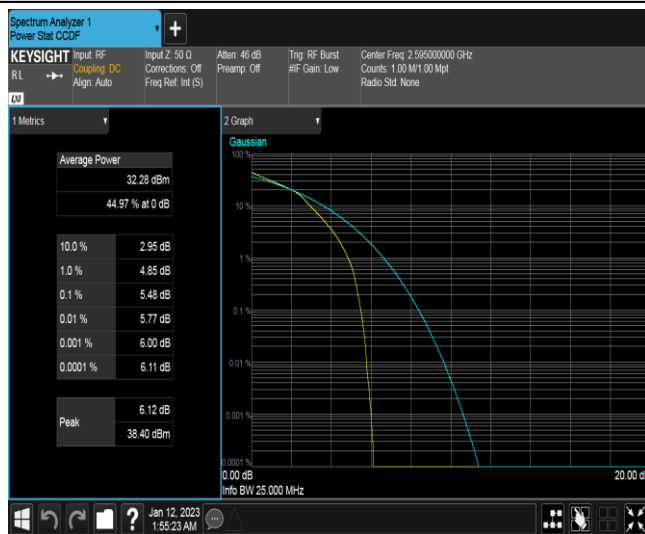 Spectrum Analyzer 1
Power Stat CCDF
+
KEYSIGHT
RL
LXI
Input: RF
Coupling: DC
Align: Auto
Input Z: 50 Ω
Corrections: Off
Freq Ref: Int (S)
Atten: 46 dB
Preamp: Off
Trig: RF Burst
#IF Gain: Low
Center Freq: 2.595000000 GHz
Counts: 1.00 M/1.00 Mpt
Radio Std: None
1 Metrics
Average Power
32.28 dBm
44.97 % at 0 dB
10.0 % 2.95 dB
1.0 % 4.85 dB
0.1 % 5.48 dB
0.01 % 5.77 dB
0.001 % 6.00 dB
0.0001 % 6.11 dB
Peak
6.12 dB
38.40 dBm
2 Graph
Gaussian
100 %
10 %
1 %
0.1 %
0.01 %
0.001 %
0.0001 %
0.00 dB
20.00 d
Info BW 25.000 MHz
?
Jan 12, 2023
1:55:23 AM